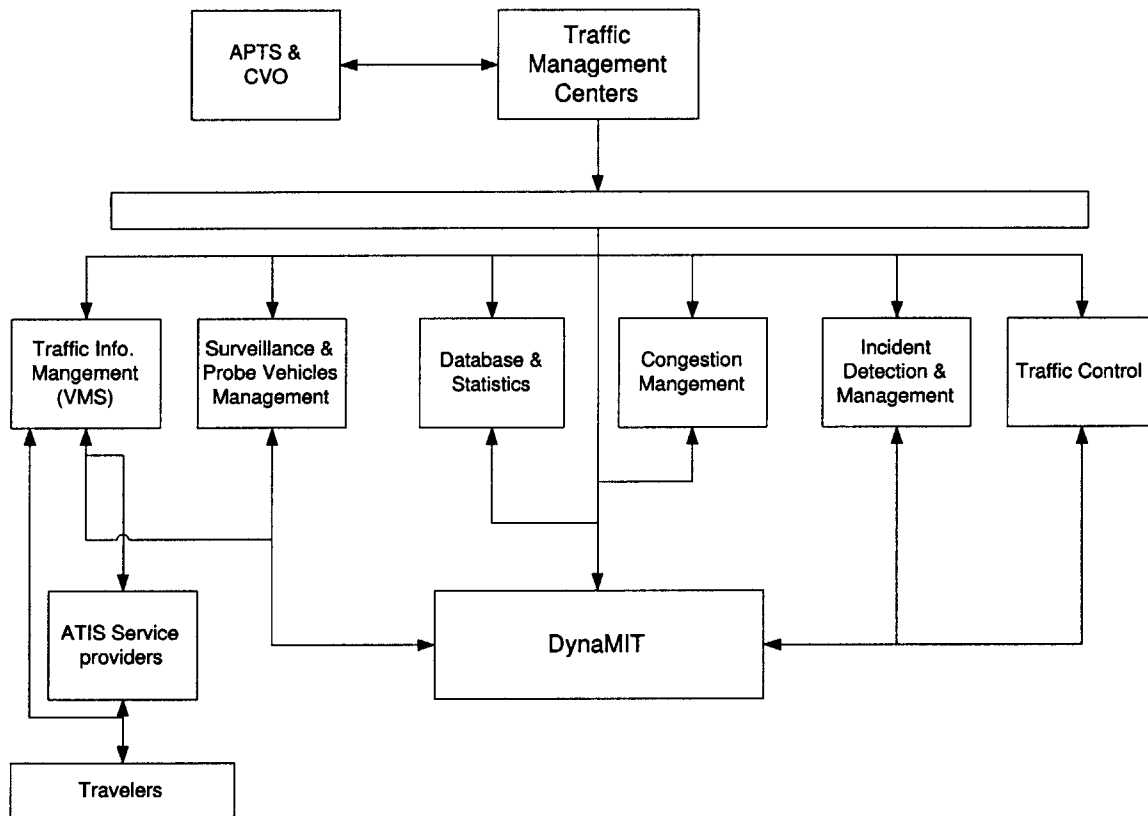 APTS &
CVO
Traffic
Management
Centers
Traffic Info.
Mangement
(VMS)
Surveillance &
Probe Vehicles
Management
Database &
Statistics
Congestion
Mangement
Incident
Detection &
Management
Traffic Control
ATIS Service
providers
DynaMIT
Travelers